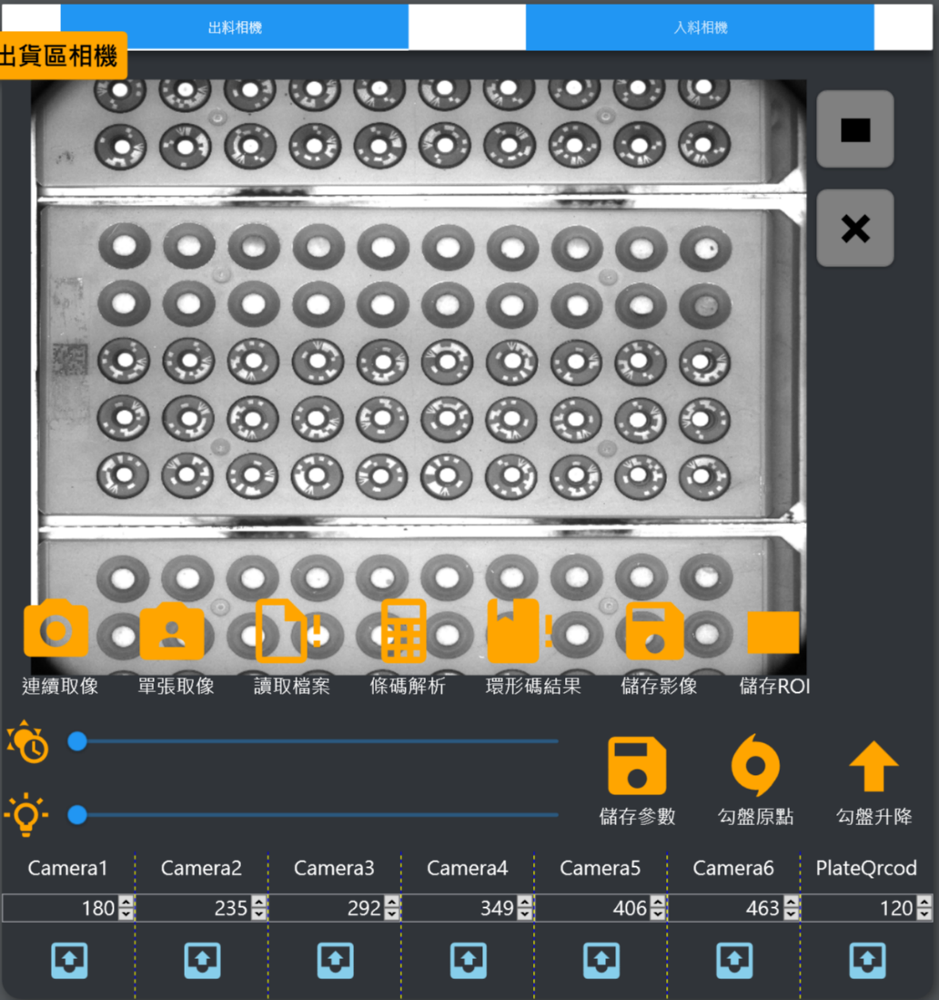 出料相機
入料相機
出貨區相機
連續取像
單張取像
讀取檔案
條碼解析
環形碼結果
儲存影像
儲存ROI
儲存參數
勾盤原點
勾盤升降
Camera1
Camera2
Camera3
Camera4
Camera5
Camera6
PlateQrcod
180
235
292
349
406
463
120